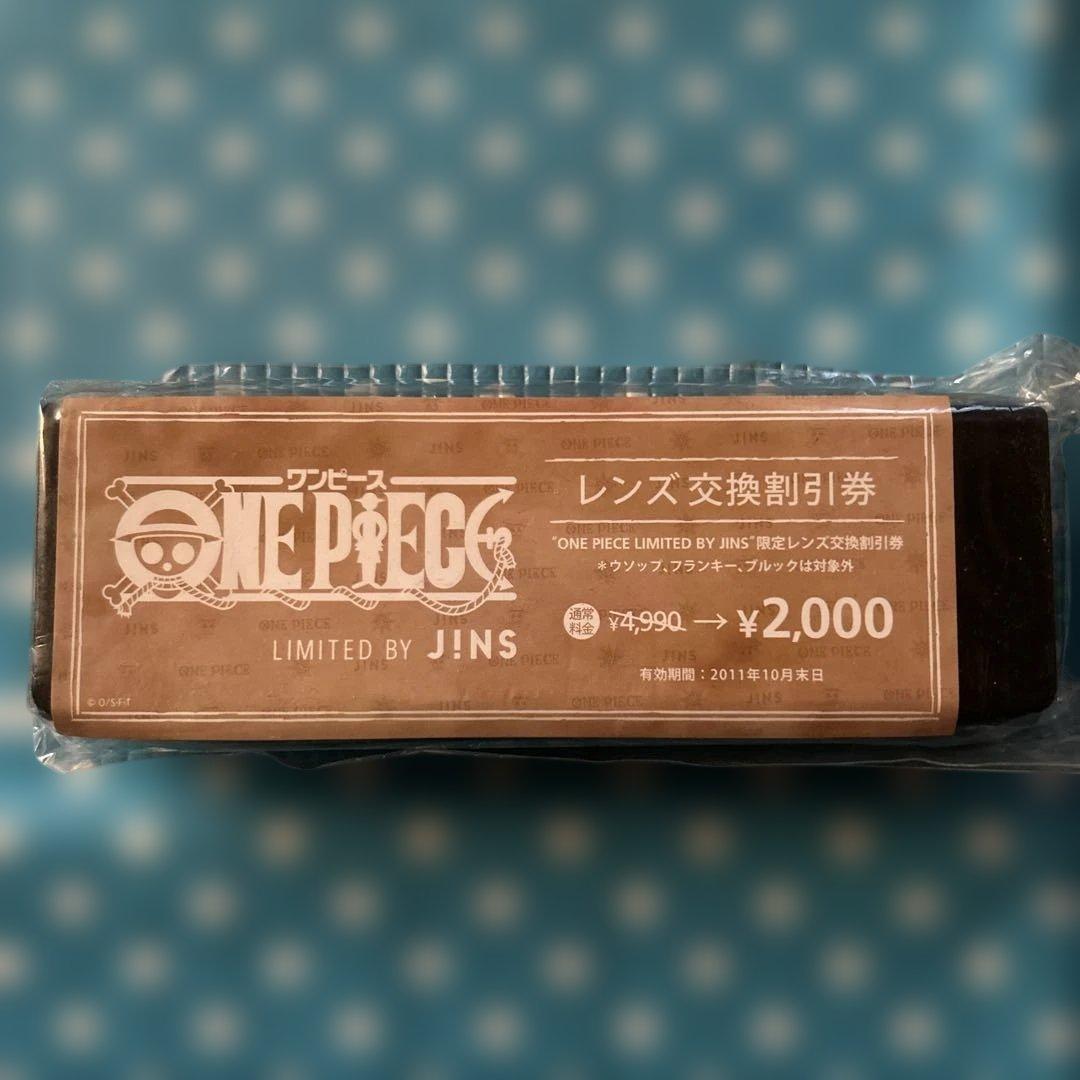 ワンピース
ONE PIECE
LIMITED BY J!NS
© O/S·F·T
レンズ交換割引券
"ONE PIECE LIMITED BY JINS"限定レンズ交換割引券
＊ウソップ、フランキー、ブルックは対象外
通常料金 ¥4,990 → ¥2,000
有効期間：2011年10月末日